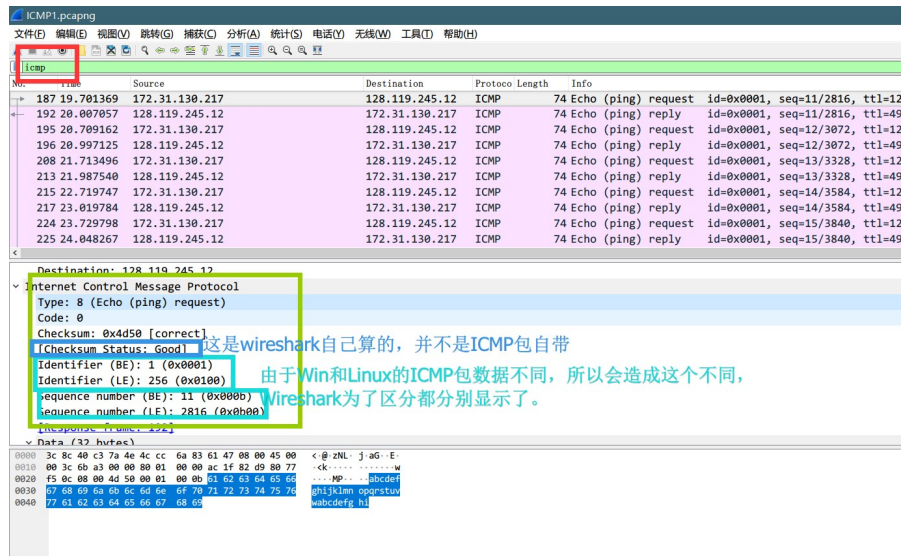 ICMP1.pcapng
文件(F) 编辑(E) 视图(V) 跳转(G) 捕获(C) 分析(A) 统计(S) 电话(Y) 无线(W) 工具(T) 帮助(H)
icmp
No. Time Source Destination Protoco Length Info
187 19.701369 172.31.130.217 128.119.245.12 ICMP 74 Echo (ping) request id=0x0001, seq=11/2816, ttl=12
192 20.007057 128.119.245.12 172.31.130.217 ICMP 74 Echo (ping) reply id=0x0001, seq=11/2816, ttl=49
195 20.709162 172.31.130.217 128.119.245.12 ICMP 74 Echo (ping) request id=0x0001, seq=12/3072, ttl=12
196 20.997125 128.119.245.12 172.31.130.217 ICMP 74 Echo (ping) reply id=0x0001, seq=12/3072, ttl=49
208 21.713496 172.31.130.217 128.119.245.12 ICMP 74 Echo (ping) request id=0x0001, seq=13/3328, ttl=12
213 21.987540 128.119.245.12 172.31.130.217 ICMP 74 Echo (ping) reply id=0x0001, seq=13/3328, ttl=49
215 22.719747 172.31.130.217 128.119.245.12 ICMP 74 Echo (ping) request id=0x0001, seq=14/3584, ttl=12
217 23.019784 128.119.245.12 172.31.130.217 ICMP 74 Echo (ping) reply id=0x0001, seq=14/3584, ttl=49
224 23.729798 172.31.130.217 128.119.245.12 ICMP 74 Echo (ping) request id=0x0001, seq=15/3840, ttl=12
225 24.048267 128.119.245.12 172.31.130.217 ICMP 74 Echo (ping) reply id=0x0001, seq=15/3840, ttl=49
Destination: 128.119.245.12
Internet Control Message Protocol
Type: 8 (Echo (ping) request)
Code: 0
Checksum: 0x4d50 [correct]
[Checksum Status: Good] 这是wireshark自己算的，并不是ICMP包自带
Identifier (BE): 1 (0x0001)
Identifier (LE): 256 (0x0100) 由于Win和Linux的ICMP包数据不同，所以会造成这个不同，
Sequence number (BE): 11 (0x000b) Wireshark为了区分都分别显示了。
Sequence number (LE): 2816 (0x0b00)
[Response frame: 192]
Data (32 bytes)
0000 3c 8c 40 c3 7a 4e 4c cc 6a 83 61 47 08 00 45 00 <·@·zNL· j·aG··E·
0010 00 3c 6b a3 00 00 80 01 00 00 ac 1f 82 d9 80 77 ·<k····· ·······w
0020 f5 0c 08 00 4d 50 00 01 00 0b 61 62 63 64 65 66 ····MP·· ··abcdef
0030 67 68 69 6a 6b 6c 6d 6e 6f 70 71 72 73 74 75 76 ghijklmn opqrstuv
0040 77 61 62 63 64 65 66 67 68 69 wabcdefg hi